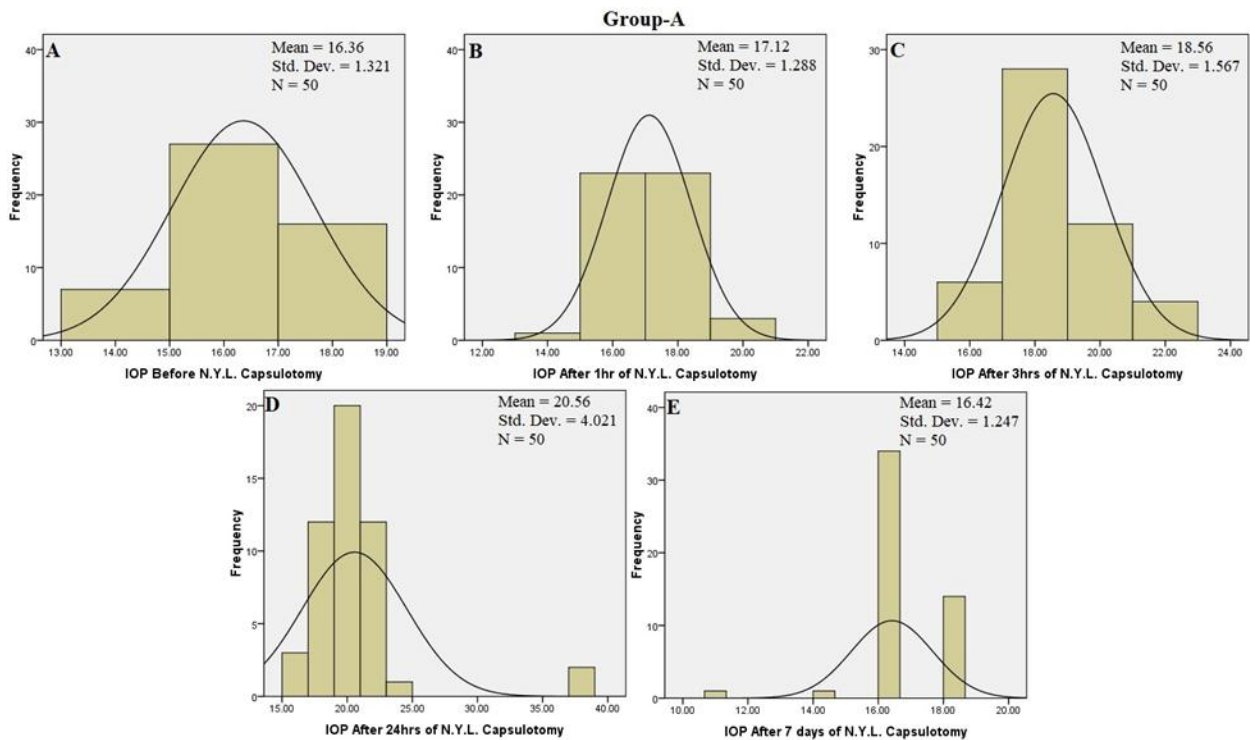 Group-A
A
Mean = 16.36
Std. Dev. = 1.321
N = 50
Frequency
40
30
20
10
0
13.00 14.00 15.00 16.00 17.00 18.00 19.00
IOP Before N.Y.L. Capsulotomy
B
Mean = 17.12
Std. Dev. = 1.288
N = 50
Frequency
40
30
20
10
0
12.00 14.00 16.00 18.00 20.00 22.00
IOP After 1hr of N.Y.L. Capsulotomy
C
Mean = 18.56
Std. Dev. = 1.567
N = 50
Frequency
30
20
10
0
14.00 16.00 18.00 20.00 22.00 24.00
IOP After 3hrs of N.Y.L. Capsulotomy
D
Mean = 20.56
Std. Dev. = 4.021
N = 50
Frequency
20
15
10
5
0
15.00 20.00 25.00 30.00 35.00 40.00
IOP After 24hrs of N.Y.L. Capsulotomy
E
Mean = 16.42
Std. Dev. = 1.247
N = 50
Frequency
40
30
20
10
0
10.00 12.00 14.00 16.00 18.00 20.00
IOP After 7 days of N.Y.L. Capsulotomy